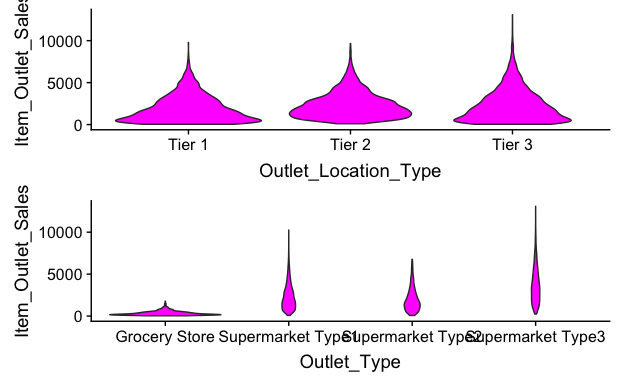 Item_Outlet_Sales
10000
5000
0
Tier 1 Tier 2 Tier 3
Outlet_Location_Type
Item_Outlet_Sales
10000
5000
0
Grocery Store Supermarket Type1 Supermarket Type2 Supermarket Type3
Outlet_Type